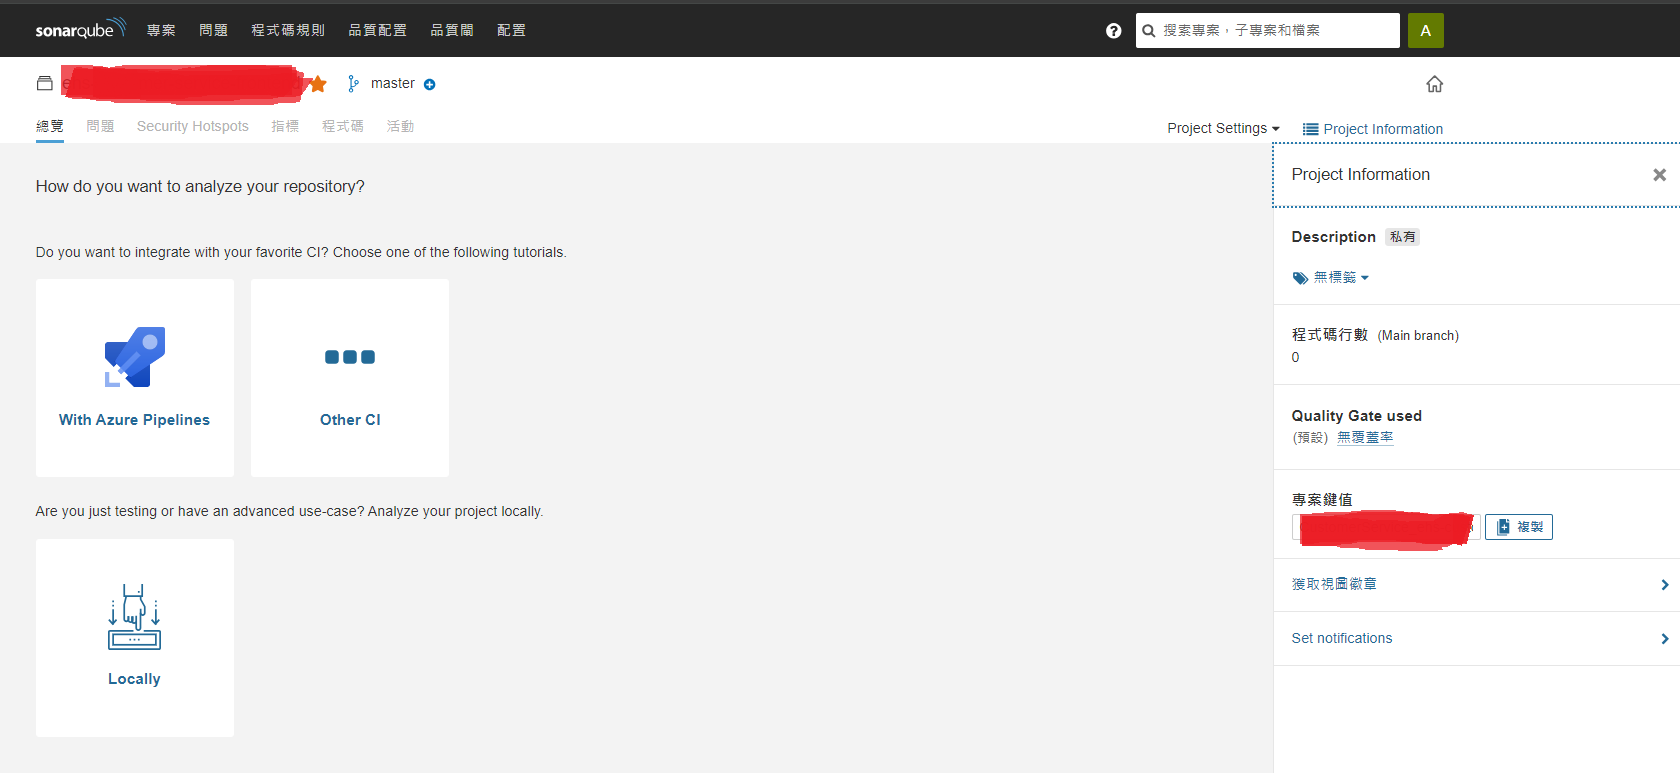 sonarqube 專案 問題 程式碼規則 品質配置 品質閘 配置 ? 搜索專案，子專案和檔案 A
master
總覽 問題 Security Hotspots 指標 程式碼 活動 Project Settings Project Information
How do you want to analyze your repository?
Do you want to integrate with your favorite CI? Choose one of the following tutorials.
With Azure Pipelines
Other CI
Are you just testing or have an advanced use-case? Analyze your project locally.
Locally
Project Information
Description 私有
無標籤
程式碼行數 (Main branch)
0
Quality Gate used
(預設) 無覆蓋率
專案鍵值
複製
獲取視圖徽章
Set notifications